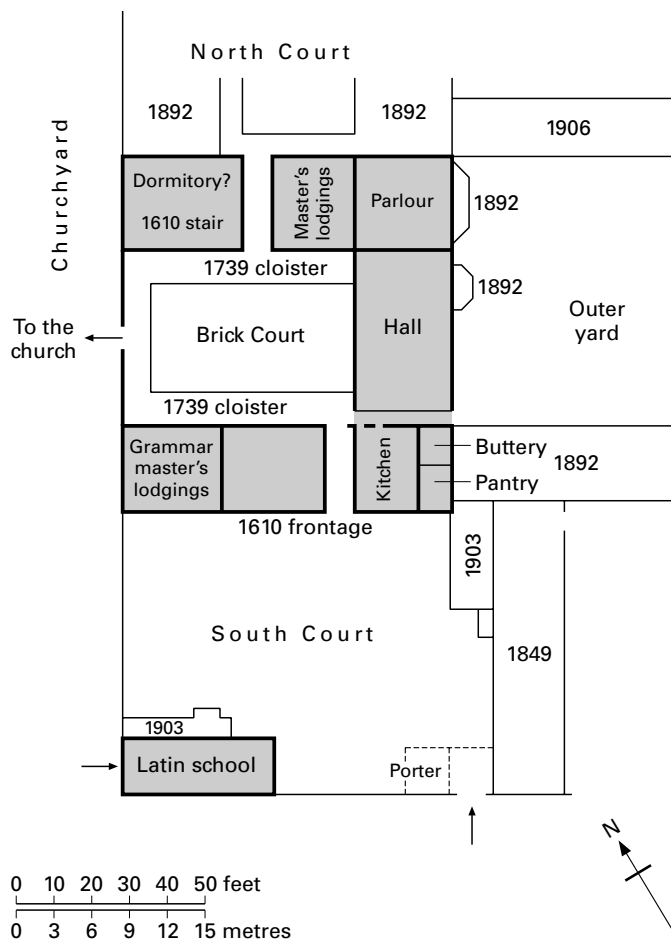 North Court
Churchyard
1892
1892
1906
Dormitory?
1610 stair
Master's
lodgings
Parlour
1892
1739 cloister
1892
To the
church
Brick Court
Hall
Outer
yard
1739 cloister
Grammar
master's
lodgings
Kitchen
Buttery
1892
Pantry
1610 frontage
1903
South Court
1849
1903
Latin school
Porter
N
0 10 20 30 40 50 feet
0 3 6 9 12 15 metres